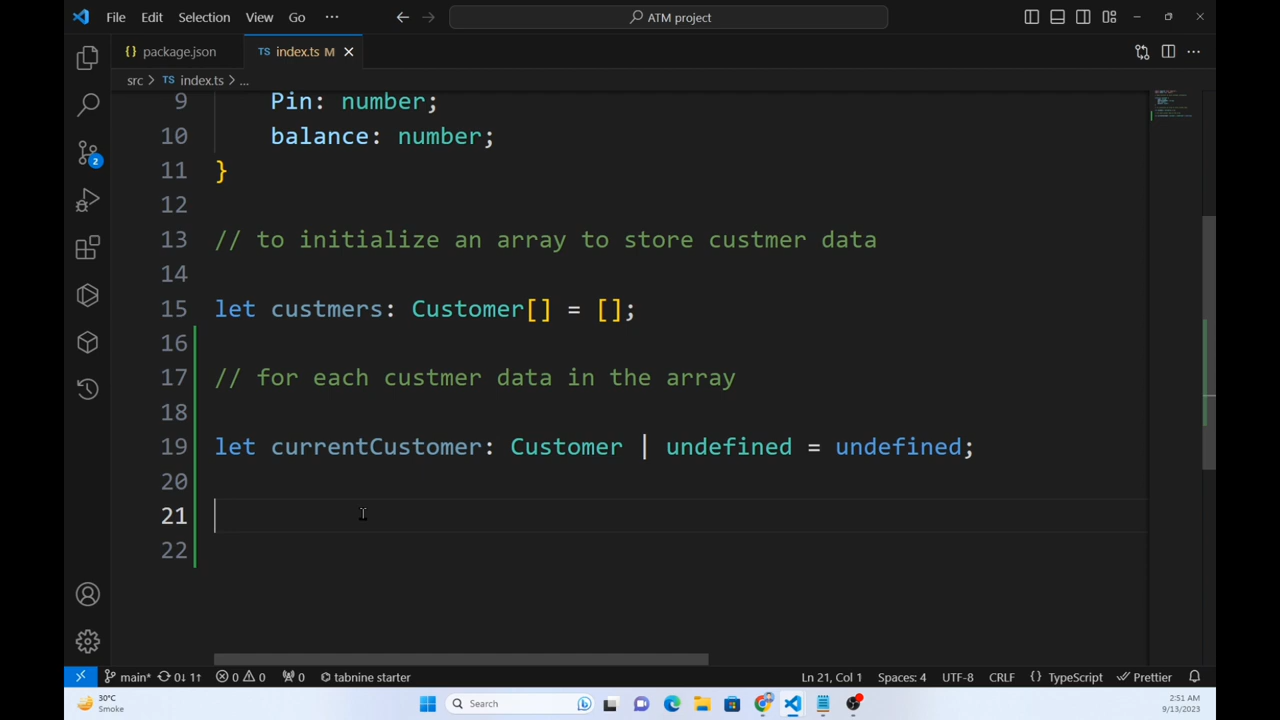 File Edit Selection View Go ··· ATM project
package.json TS index.ts M
src > TS index.ts > ...
9 Pin: number;
10 balance: number;
11 }
12
13 // to initialize an array to store custmer data
14
15 let custmers: Customer[] = [];
16
17 // for each custmer data in the array
18
19 let currentCustomer: Customer | undefined = undefined;
20
21
22
2
main* 0↓ 1↑ 0 0 0 tabnine starter Ln 21, Col 1 Spaces: 4 UTF-8 CRLF {} TypeScript Prettier
30°C
Smoke
Search
2:51 AM
9/13/2023